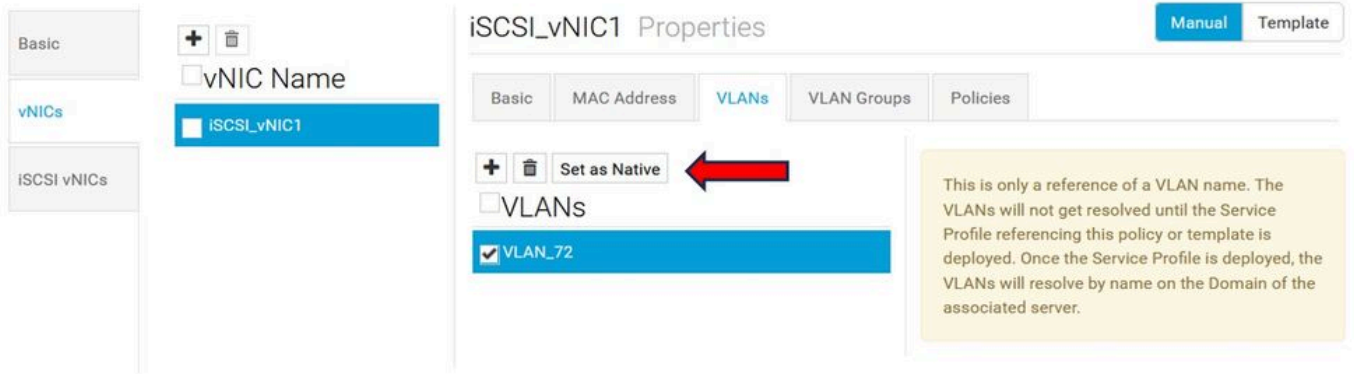 Basic
vNICs
iSCSI vNICs
vNIC Name
iSCSI_vNIC1
iSCSI_vNIC1 Properties
Manual
Template
Basic
MAC Address
VLANs
VLAN Groups
Policies
Set as Native
VLANs
VLAN_72
This is only a reference of a VLAN name. The
VLANs will not get resolved until the Service
Profile referencing this policy or template is
deployed. Once the Service Profile is deployed, the
VLANs will resolve by name on the Domain of the
associated server.